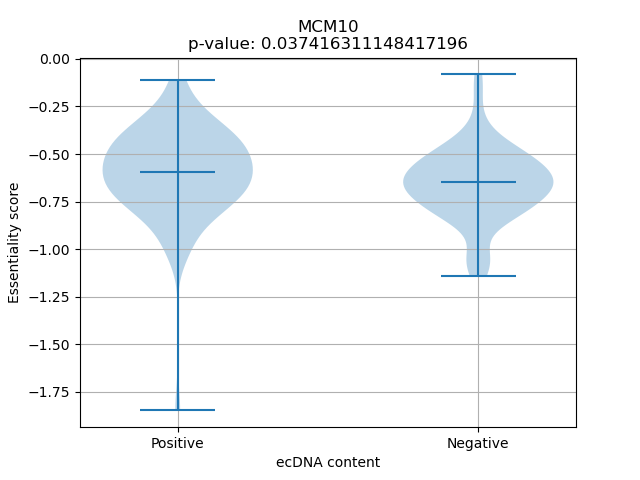 MCM10
p-value: 0.037416311148417196
0.00
−0.25
−0.50
−0.75
−1.00
−1.25
−1.50
−1.75
Essentiality score
Positive
Negative
ecDNA content